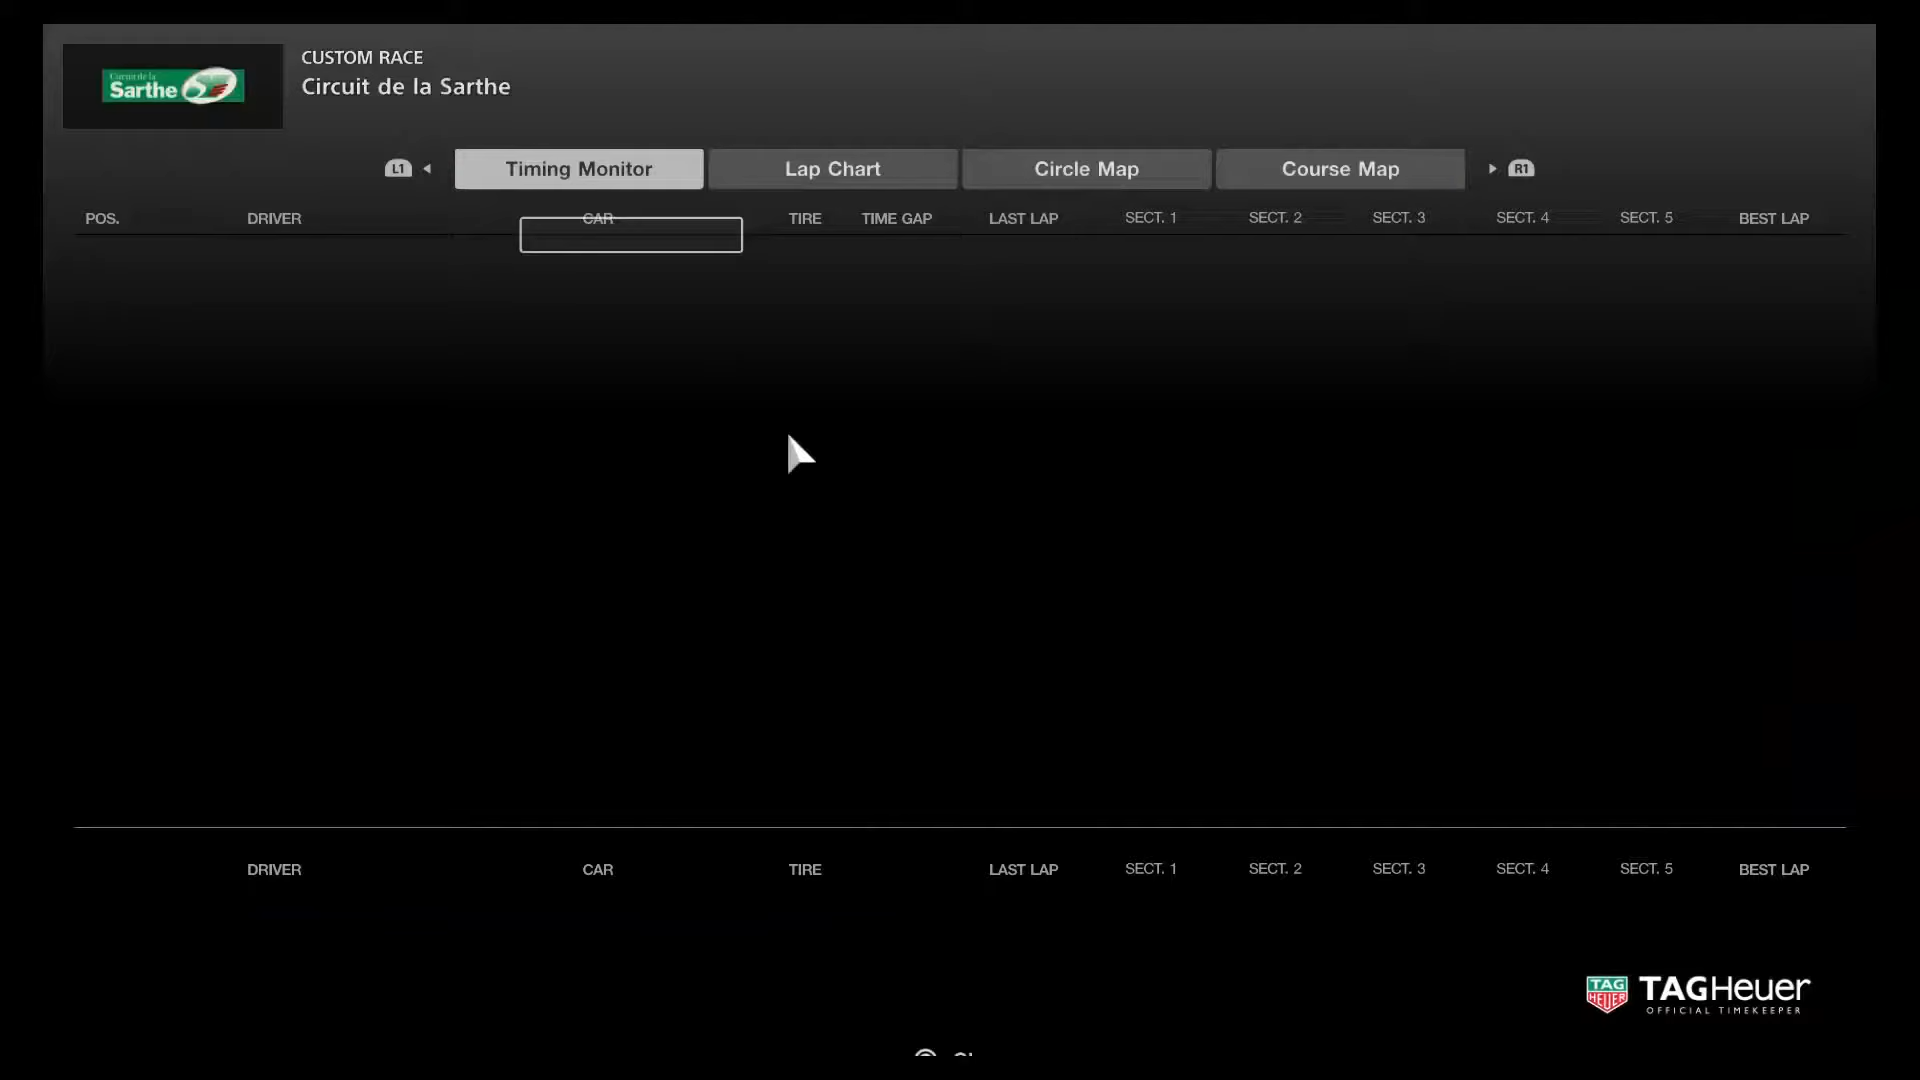 CUSTOM RACE
Circuit de la
Sarthe
Circuit de la Sarthe
L1 Timing Monitor Lap Chart Circle Map Course Map R1
POS. DRIVER CAR TIRE TIME GAP LAST LAP SECT. 1 SECT. 2 SECT. 3 SECT. 4 SECT. 5 BEST LAP
DRIVER CAR TIRE LAST LAP SECT. 1 SECT. 2 SECT. 3 SECT. 4 SECT. 5 BEST LAP
TAG HEUER TAGHeuer
OFFICIAL TIMEKEEPER